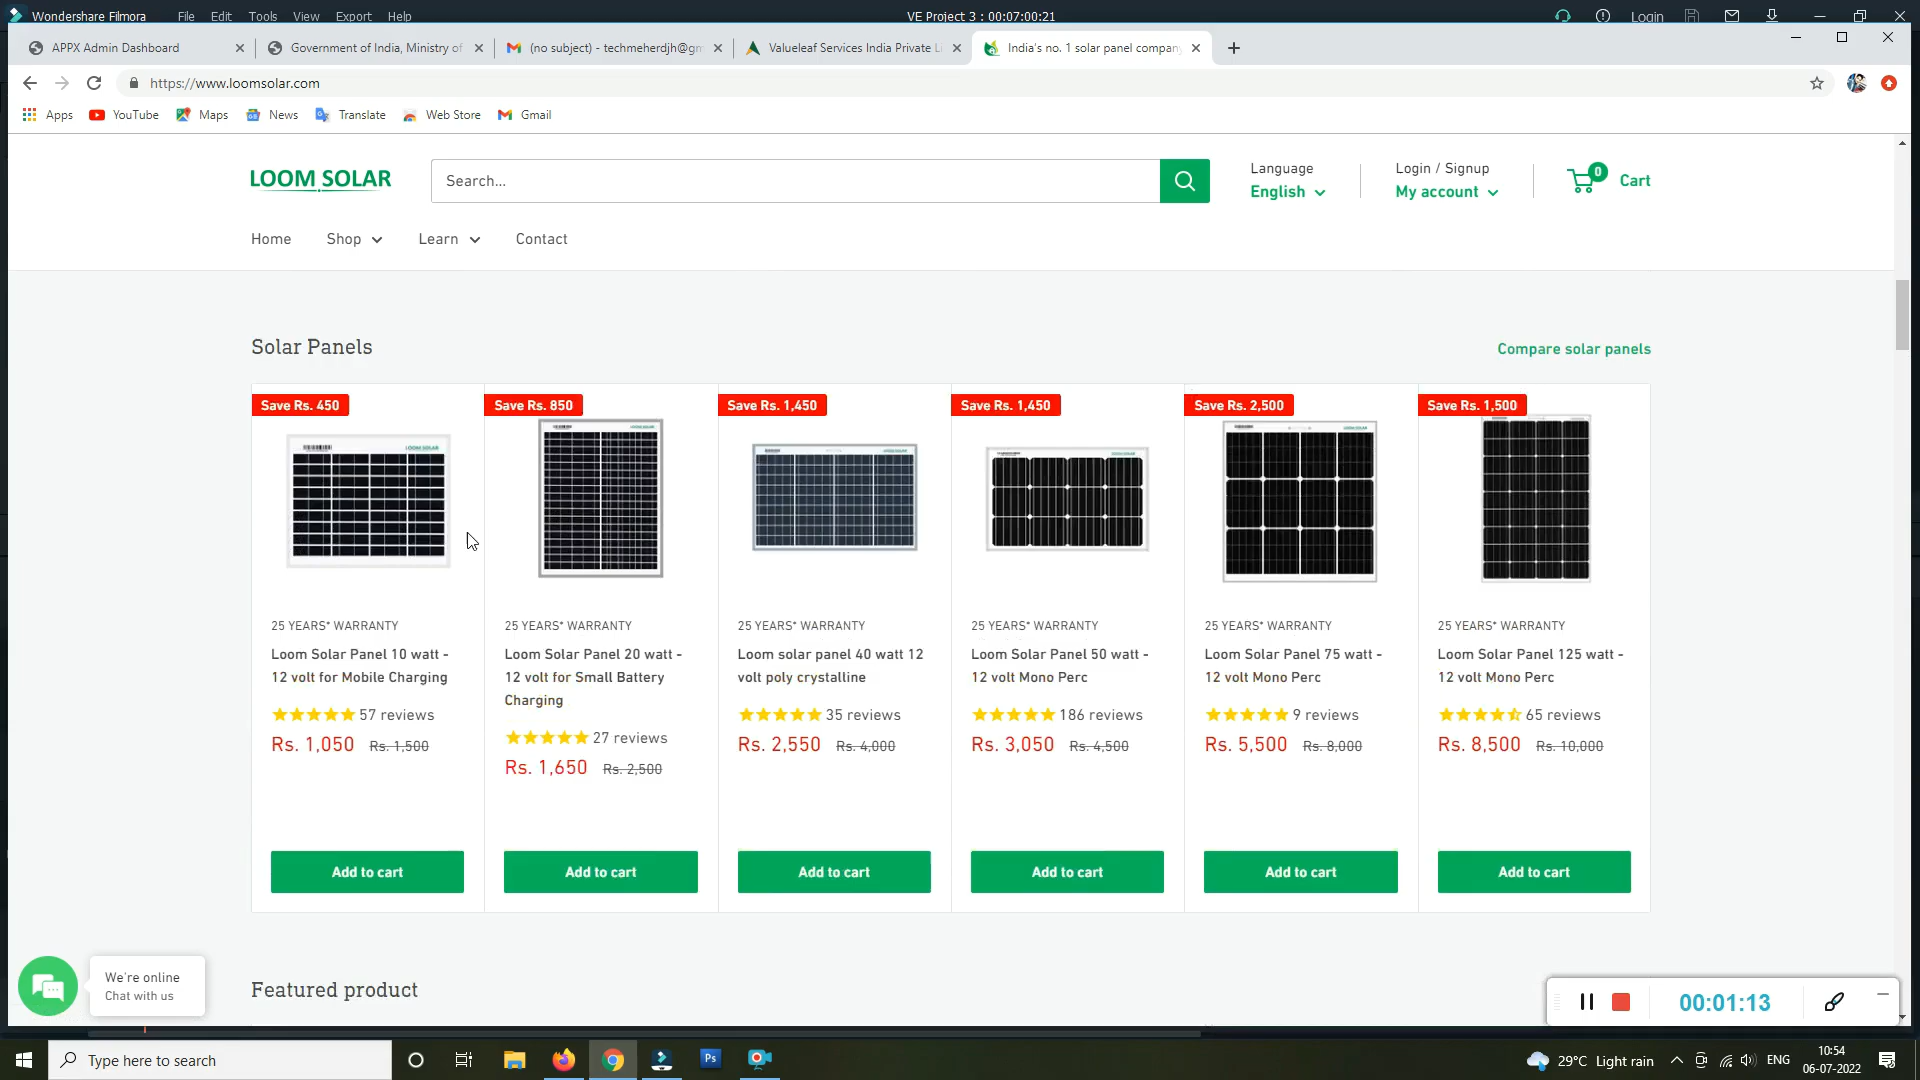 Wondershare Filmora File Edit Tools View Export Help VE Project 3 : 00:07:00:21 Login
APPX Admin Dashboard Government of India, Ministry of (no subject) - techmeherdjh@gm Valueleaf Services India Private Li India's no. 1 solar panel company
https://www.loomsolar.com
Apps YouTube Maps News Translate Web Store Gmail
LOOM SOLAR
Search...
Language
English
Login / Signup
My account
0
Cart
Home Shop Learn Contact
Solar Panels
Compare solar panels
Save Rs. 450
25 YEARS* WARRANTY
Loom Solar Panel 10 watt -
12 volt for Mobile Charging
57 reviews
Rs. 1,050 Rs. 1,500
Add to cart
Save Rs. 850
25 YEARS* WARRANTY
Loom Solar Panel 20 watt -
12 volt for Small Battery
Charging
27 reviews
Rs. 1,650 Rs. 2,500
Add to cart
Save Rs. 1,450
25 YEARS* WARRANTY
Loom solar panel 40 watt 12
volt poly crystalline
35 reviews
Rs. 2,550 Rs. 4,000
Add to cart
Save Rs. 1,450
25 YEARS* WARRANTY
Loom Solar Panel 50 watt -
12 volt Mono Perc
186 reviews
Rs. 3,050 Rs. 4,500
Add to cart
Save Rs. 2,500
25 YEARS* WARRANTY
Loom Solar Panel 75 watt -
12 volt Mono Perc
9 reviews
Rs. 5,500 Rs. 8,000
Add to cart
Save Rs. 1,500
25 YEARS* WARRANTY
Loom Solar Panel 125 watt -
12 volt Mono Perc
65 reviews
Rs. 8,500 Rs. 10,000
Add to cart
We're online
Chat with us
Featured product
00:01:13
Type here to search
Ps
29°C Light rain
ENG
10:54
06-07-2022